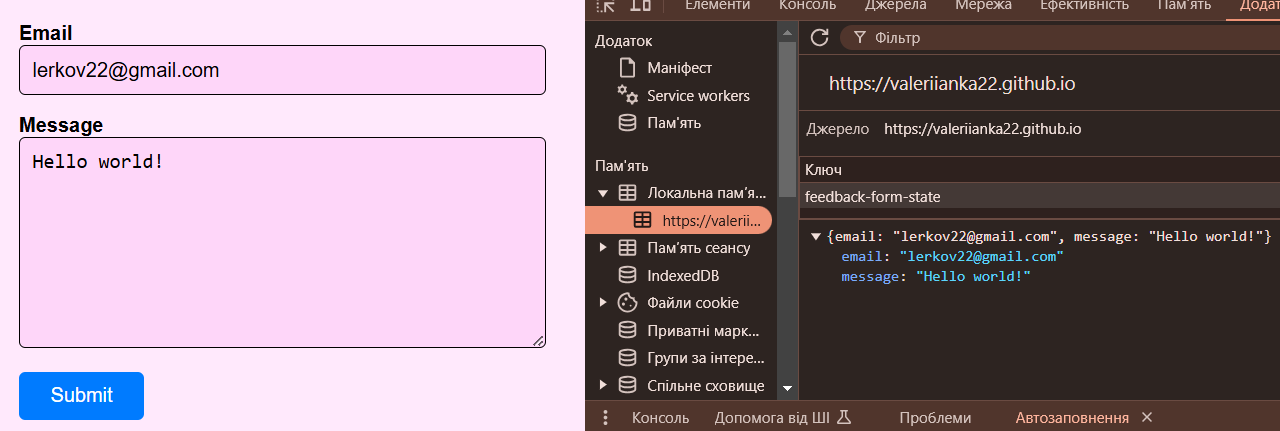 Email
lerkov22@gmail.com
Message
Hello world!
Submit
Елементи Консоль Джерела Мережа Ефективність Пам'ять Додат
Додаток
Маніфест
Service workers
Пам'ять
Пам'ять
Локальна пам'я...
https://valerii...
Пам'ять сеансу
IndexedDB
Файли cookie
Приватні марк...
Групи за інтере...
Спільне сховище
Фільтр
https://valeriianka22.github.io
Джерело https://valeriianka22.github.io
Ключ
feedback-form-state
{email: "lerkov22@gmail.com", message: "Hello world!"}
email: "lerkov22@gmail.com"
message: "Hello world!"
Консоль Допомога від ШІ Проблеми Автозаповнення